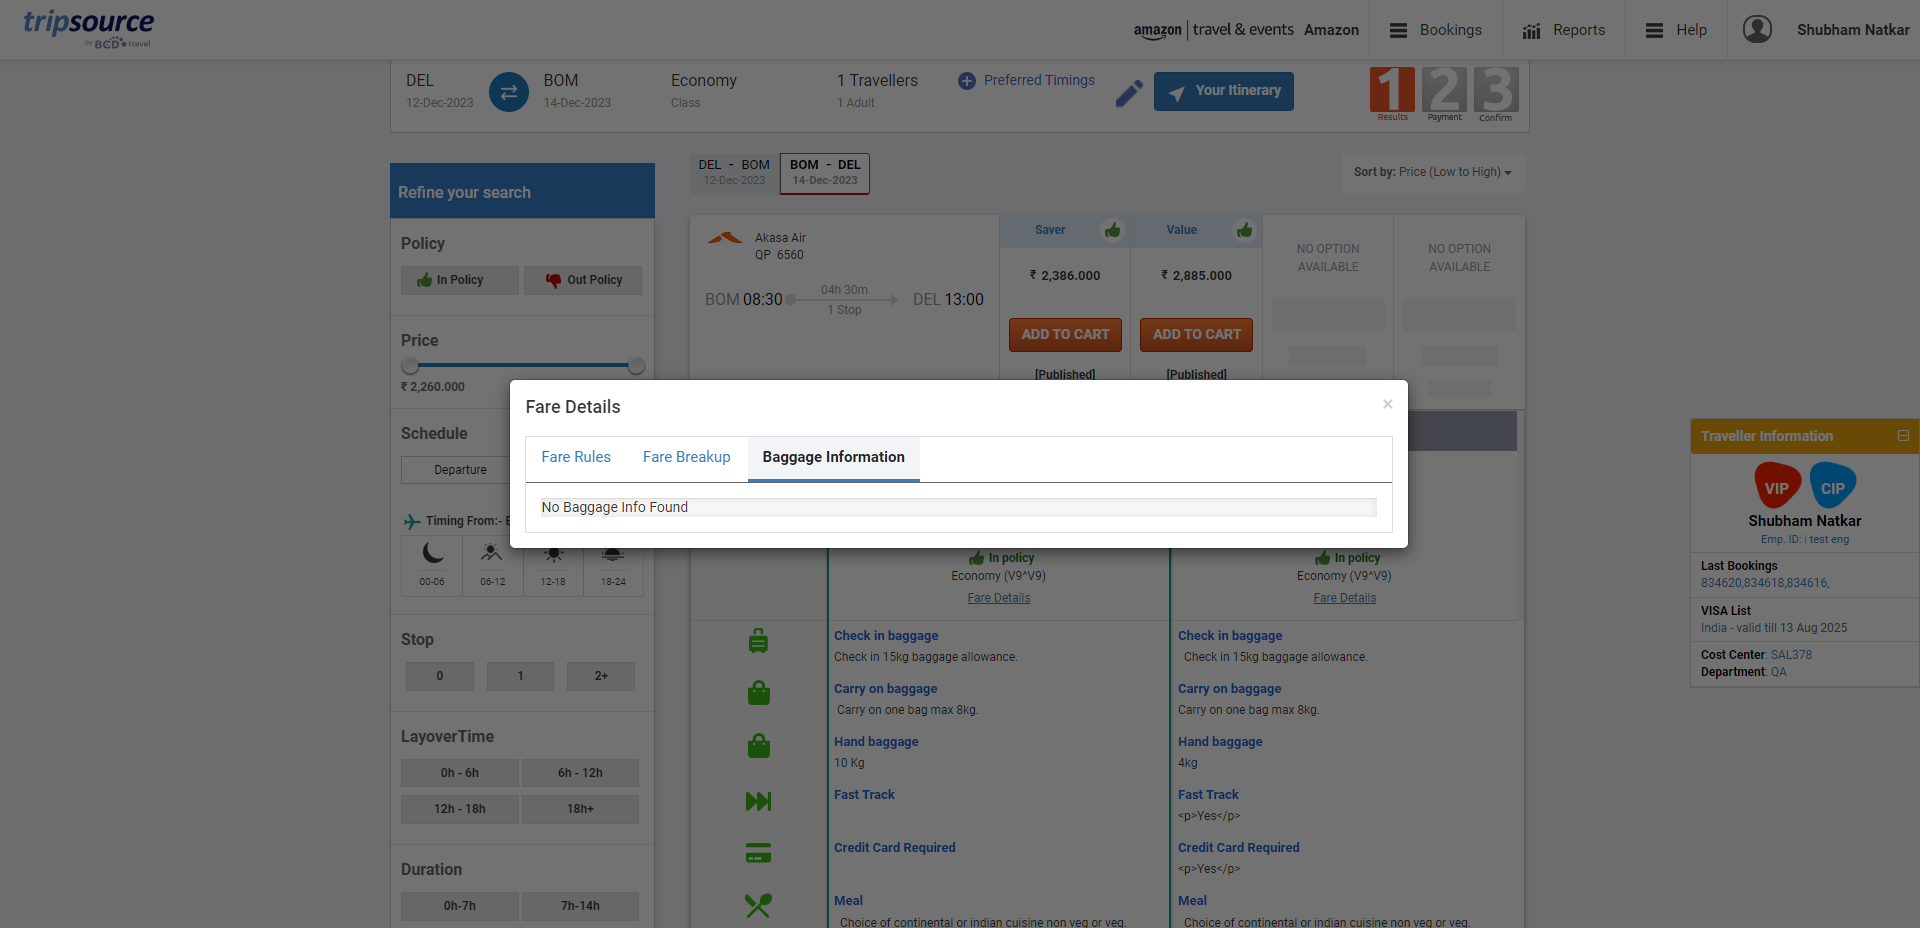 tripsource
by BCD travel
amazon | travel & events Amazon
Bookings
Reports
Help
Shubham Natkar
DEL
12-Dec-2023
BOM
14-Dec-2023
Economy
Class
1 Travellers
1 Adult
Preferred Timings
Your Itinerary
1 2 3
Results Payment Confirm
Refine your search
Policy
In Policy Out Policy
Price
₹ 2,260.000
Schedule
Departure
Timing From:-
00-06 06-12 12-18 18-24
Stop
0 1 2+
LayoverTime
0h - 6h 6h - 12h
12h - 18h 18h+
Duration
0h-7h 7h-14h
DEL - BOM
12-Dec-2023
BOM - DEL
14-Dec-2023
Sort by: Price (Low to High)
Akasa Air
QP 6560
BOM 08:30
04h 30m
1 Stop
DEL 13:00
Saver
₹ 2,386.000
ADD TO CART
[Published]
Value
₹ 2,885.000
ADD TO CART
[Published]
NO OPTION
AVAILABLE
NO OPTION
AVAILABLE
Fare Details
×
Fare Rules Fare Breakup Baggage Information
No Baggage Info Found
In policy In policy
Economy (V9^V9) Economy (V9^V9)
Fare Details Fare Details
Check in baggage Check in baggage
Check in 15kg baggage allowance. Check in 15kg baggage allowance.
Carry on baggage Carry on baggage
Carry on one bag max 8kg. Carry on one bag max 8kg.
Hand baggage Hand baggage
10 Kg 4kg
Fast Track Fast Track
<p>Yes</p>
Credit Card Required Credit Card Required
<p>Yes</p>
Meal Meal
Choice of continental or indian cuisine non veg or veg. Choice of continental or indian cuisine non veg or veg.
Traveller Information
VIP CIP
Shubham Natkar
Emp. ID: | test eng
Last Bookings
834620,834618,834616,
VISA List
India - valid till 13 Aug 2025
Cost Center: SAL378
Department: QA